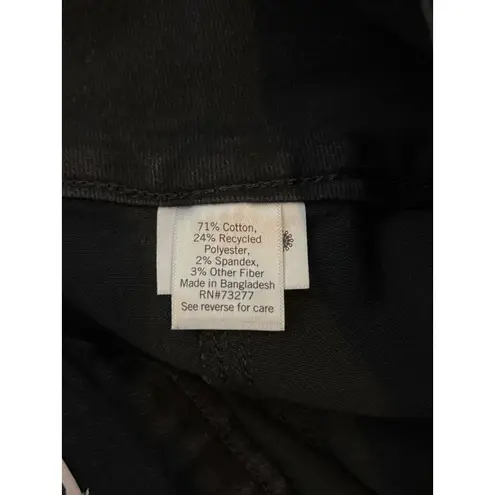 71% Cotton,
24% Recycled
Polyester,
2% Spandex,
3% Other Fiber
Made in Bangladesh
RN#73277
See reverse for care